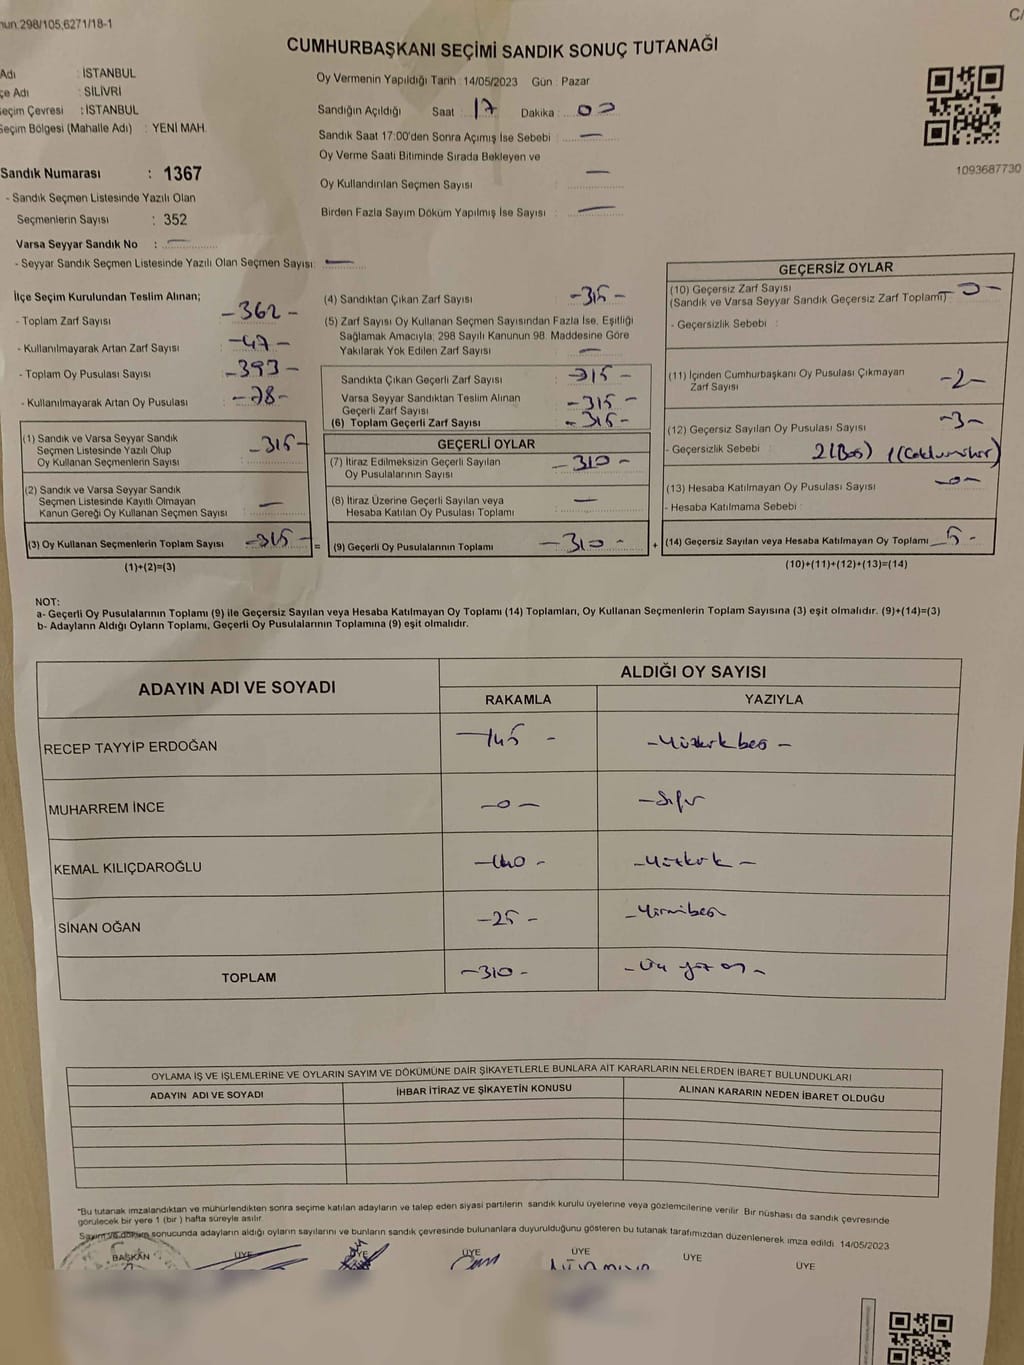 nun:298/105,6271/18-1
C/
CUMHURBAŞKANI SEÇİMİ SANDIK SONUÇ TUTANAĞI
Adı : İSTANBUL
çe Adı : SİLİVRİ
Seçim Çevresi : İSTANBUL
Seçim Bölgesi (Mahalle Adı) : YENİ MAH.
Oy Vermenin Yapıldığı Tarih : 14/05/2023 Gün : Pazar
Sandığın Açıldığı Saat : 17 Dakika : 00
Sandık Saat 17:00'den Sonra Açımış İse Sebebi : —
Oy Verme Saati Bitiminde Sırada Bekleyen ve
Oy Kullandırılan Seçmen Sayısı : —
Birden Fazla Sayım Döküm Yapılmış İse Sayısı : —
1093687730
Sandık Numarası : 1367
- Sandık Seçmen Listesinde Yazılı Olan
Seçmenlerin Sayısı : 352
Varsa Seyyar Sandık No : —
- Seyyar Sandık Seçmen Listesinde Yazılı Olan Seçmen Sayısı: —
İlçe Seçim Kurulundan Teslim Alınan;
- Toplam Zarf Sayısı -362-
- Kullanılmayarak Artan Zarf Sayısı -47-
- Toplam Oy Pusulası Sayısı -393-
- Kullanılmayarak Artan Oy Pusulası -78-
(1) Sandık ve Varsa Seyyar Sandık
Seçmen Listesinde Yazılı Olup
Oy Kullanan Seçmenlerin Sayısı -315-
(2) Sandık ve Varsa Seyyar Sandık
Seçmen Listesinde Kayıtlı Olmayan
Kanun Gereği Oy Kullanan Seçmen Sayısı —
(3) Oy Kullanan Seçmenlerin Toplam Sayısı -315- =
(1)+(2)=(3)
(4) Sandıktan Çıkan Zarf Sayısı -315-
(5) Zarf Sayısı Oy Kullanan Seçmen Sayısından Fazla İse, Eşitliği
Sağlamak Amacıyla; 298 Sayılı Kanunun 98. Maddesine Göre
Yakılarak Yok Edilen Zarf Sayısı —
Sandıkta Çıkan Geçerli Zarf Sayısı -315-
Varsa Seyyar Sandıktan Teslim Alınan
Geçerli Zarf Sayısı -315-
(6) Toplam Geçerli Zarf Sayısı -315-
GEÇERLİ OYLAR
(7) İtiraz Edilmeksizin Geçerli Sayılan
Oy Pusulalarının Sayısı -310-
(8) İtiraz Üzerine Geçerli Sayılan veya
Hesaba Katılan Oy Pusulası Toplamı —
(9) Geçerli Oy Pusulalarının Toplamı -310- +
GEÇERSİZ OYLAR
(10) Geçersiz Zarf Sayısı
(Sandık ve Varsa Seyyar Sandık Geçersiz Zarf Toplamı) -0-
- Geçersizlik Sebebi :
(11) İçinden Cumhurbaşkanı Oy Pusulası Çıkmayan
Zarf Sayısı -2-
(12) Geçersiz Sayılan Oy Pusulası Sayısı -3-
- Geçersizlik Sebebi : 2(Boş) 1
(13) Hesaba Katılmayan Oy Pusulası Sayısı -0-
- Hesaba Katılmama Sebebi :
(14) Geçersiz Sayılan veya Hesaba Katılmayan Oy Toplamı -5-
(10)+(11)+(12)+(13)=(14)
NOT:
a- Geçerli Oy Pusulalarının Toplamı (9) ile Geçersiz Sayılan veya Hesaba Katılmayan Oy Toplamı (14) Toplamları, Oy Kullanan Seçmenlerin Toplam Sayısına (3) eşit olmalıdır. (9)+(14)=(3)
b- Adayların Aldığı Oyların Toplamı, Geçerli Oy Pusulalarının Toplamına (9) eşit olmalıdır.
ADAYIN ADI VE SOYADI
ALDIĞI OY SAYISI
RAKAMLA YAZIYLA
RECEP TAYYİP ERDOĞAN -145- -Yüzkırkbeş-
MUHARREM İNCE -0- -Sıfır
KEMAL KILIÇDAROĞLU -140- -Yüzkırk-
SİNAN OĞAN -25- -Yirmibeş
TOPLAM -310- -Üç yüz on-
OYLAMA İŞ VE İŞLEMLERİNE VE OYLARIN SAYIM VE DÖKÜMÜNE DAİR ŞİKAYETLERLE BUNLARA AİT KARARLARIN NELERDEN İBARET BULUNDUKLARI
ADAYIN ADI VE SOYADI İHBAR İTİRAZ VE ŞİKAYETİN KONUSU ALINAN KARARIN NEDEN İBARET OLDUĞU
"Bu tutanak imzalandıktan ve mühürlendikten sonra seçime katılan adayların ve talep eden siyasi partilerin sandık kurulu üyelerine veya gözlemcilerine verilir. Bir nüshası da sandık çevresinde
görülecek bir yere 1 (bir) hafta süreyle asılır.
Sayım ve döküm sonucunda adayların aldığı oyların sayılarını ve bunların sandık çevresinde bulunanlara duyurulduğunu gösteren bu tutanak tarafımızdan düzenlenerek imza edildi. 14/05/2023
BAŞKAN ÜYE ÜYE ÜYE ÜYE ÜYE ÜYE